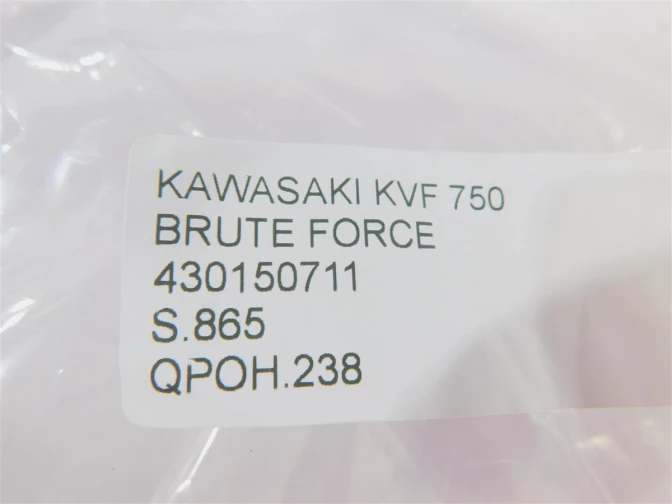 KAWASAKI KVF 750
BRUTE FORCE
430150711
S.865
QPOH.238